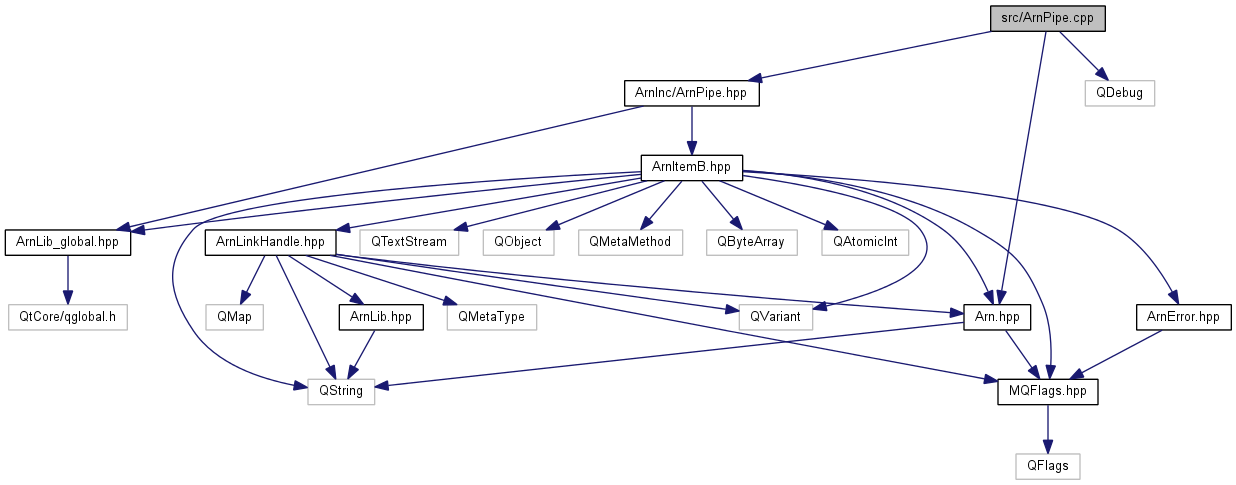 src/ArnPipe.cpp
ArnInc/ArnPipe.hpp
QDebug
ArnItemB.hpp
ArnLib_global.hpp
ArnLinkHandle.hpp
QTextStream
QObject
QMetaMethod
QByteArray
QAtomicInt
QtCore/qglobal.h
QMap
ArnLib.hpp
QMetaType
QVariant
Arn.hpp
ArnError.hpp
QString
MQFlags.hpp
QFlags